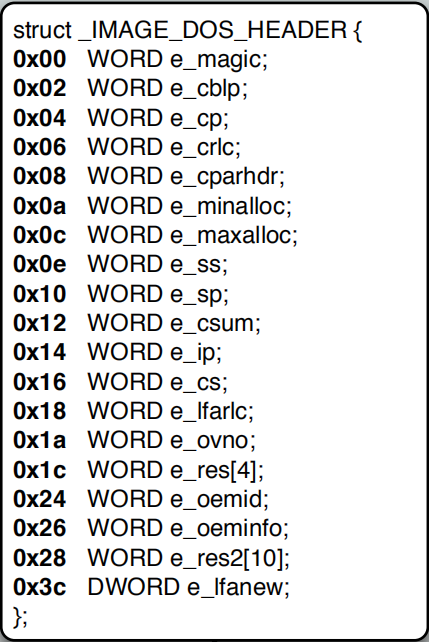 struct _IMAGE_DOS_HEADER {
0x00 WORD e_magic;
0x02 WORD e_cblp;
0x04 WORD e_cp;
0x06 WORD e_crlc;
0x08 WORD e_cparhdr;
0x0a WORD e_minalloc;
0x0c WORD e_maxalloc;
0x0e WORD e_ss;
0x10 WORD e_sp;
0x12 WORD e_csum;
0x14 WORD e_ip;
0x16 WORD e_cs;
0x18 WORD e_lfarlc;
0x1a WORD e_ovno;
0x1c WORD e_res[4];
0x24 WORD e_oemid;
0x26 WORD e_oeminfo;
0x28 WORD e_res2[10];
0x3c DWORD e_lfanew;
};